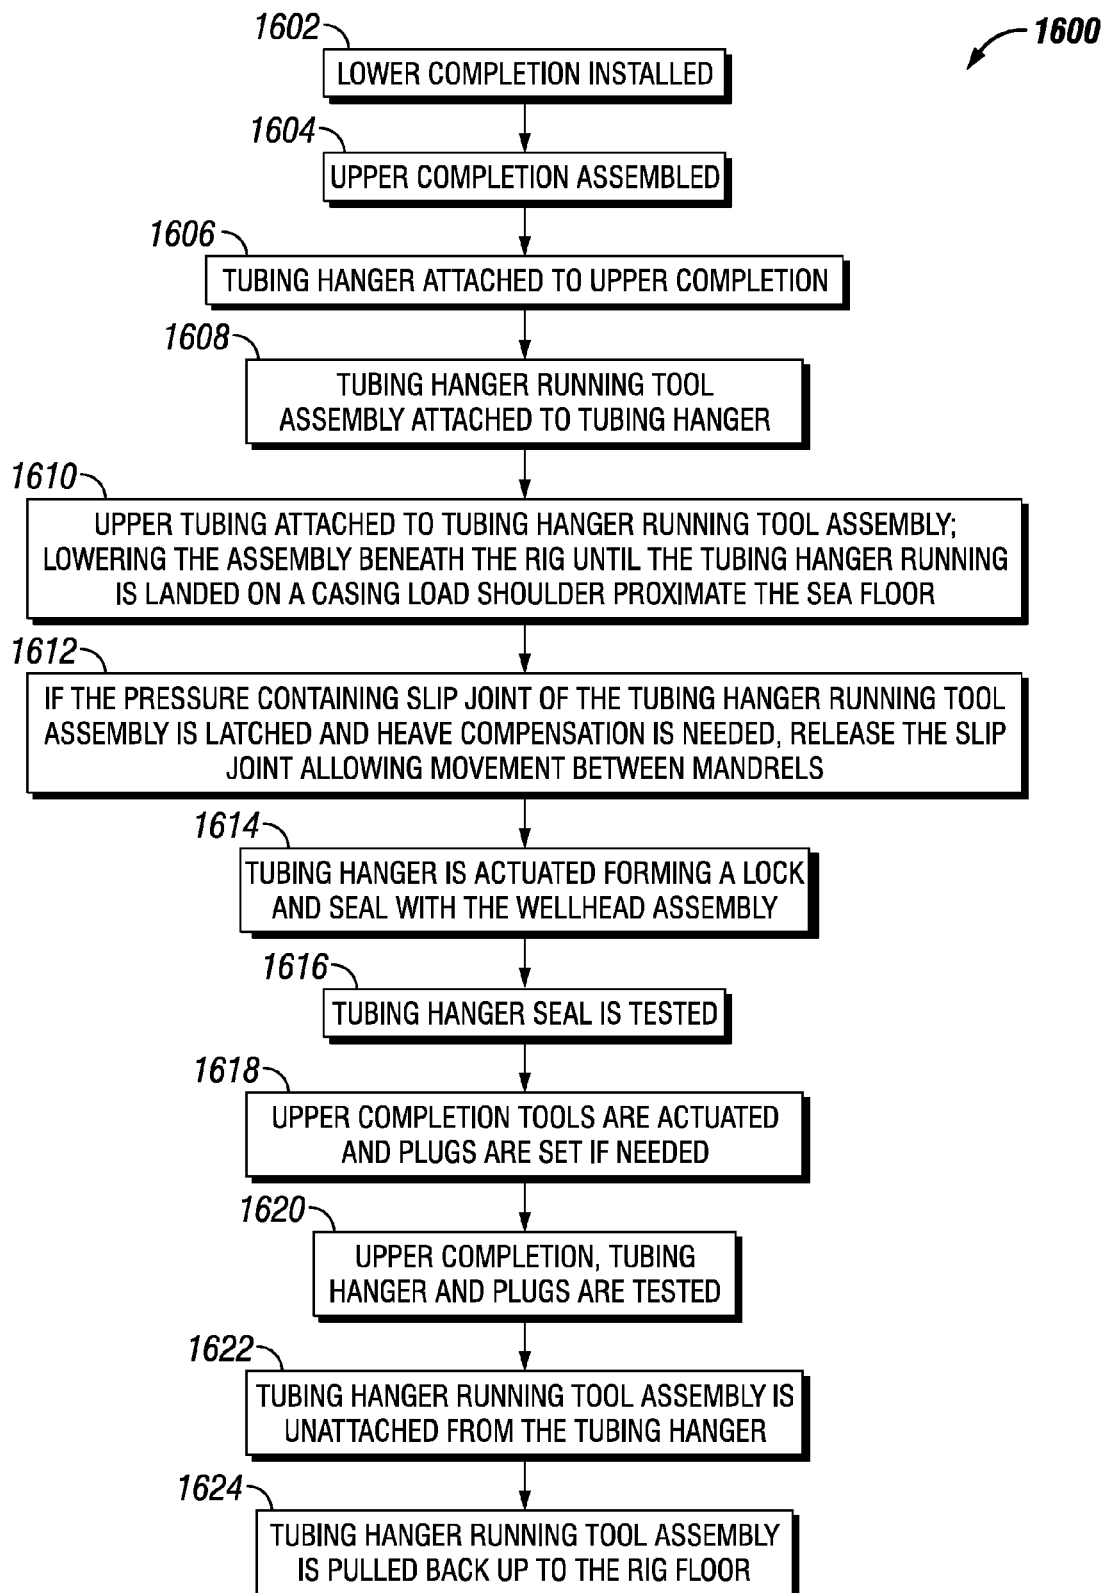 1600
1602
LOWER COMPLETION INSTALLED
1604
UPPER COMPLETION ASSEMBLED
1606
TUBING HANGER ATTACHED TO UPPER COMPLETION
1608
TUBING HANGER RUNNING TOOL
ASSEMBLY ATTACHED TO TUBING HANGER
1610
UPPER TUBING ATTACHED TO TUBING HANGER RUNNING TOOL ASSEMBLY;
LOWERING THE ASSEMBLY BENEATH THE RIG UNTIL THE TUBING HANGER RUNNING
IS LANDED ON A CASING LOAD SHOULDER PROXIMATE THE SEA FLOOR
1612
IF THE PRESSURE CONTAINING SLIP JOINT OF THE TUBING HANGER RUNNING TOOL
ASSEMBLY IS LATCHED AND HEAVE COMPENSATION IS NEEDED, RELEASE THE SLIP
JOINT ALLOWING MOVEMENT BETWEEN MANDRELS
1614
TUBING HANGER IS ACTUATED FORMING A LOCK
AND SEAL WITH THE WELLHEAD ASSEMBLY
1616
TUBING HANGER SEAL IS TESTED
1618
UPPER COMPLETION TOOLS ARE ACTUATED
AND PLUGS ARE SET IF NEEDED
1620
UPPER COMPLETION, TUBING
HANGER AND PLUGS ARE TESTED
1622
TUBING HANGER RUNNING TOOL ASSEMBLY IS
UNATTACHED FROM THE TUBING HANGER
1624
TUBING HANGER RUNNING TOOL ASSEMBLY
IS PULLED BACK UP TO THE RIG FLOOR